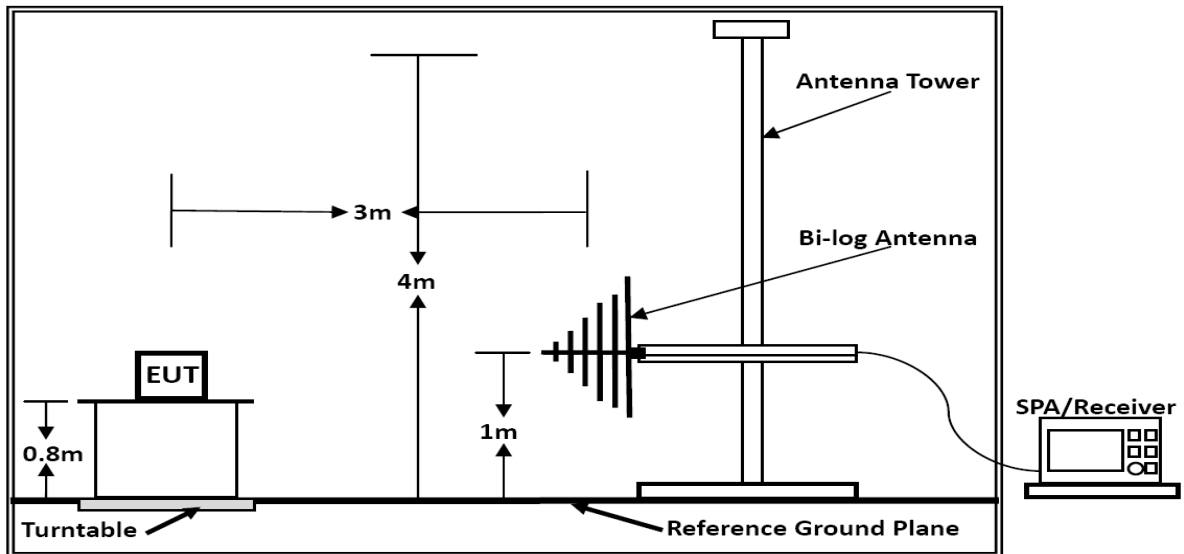 Antenna Tower
3m
Bi-log Antenna
4m
EUT
0.8m
1m
SPA/Receiver
Turntable
Reference Ground Plane